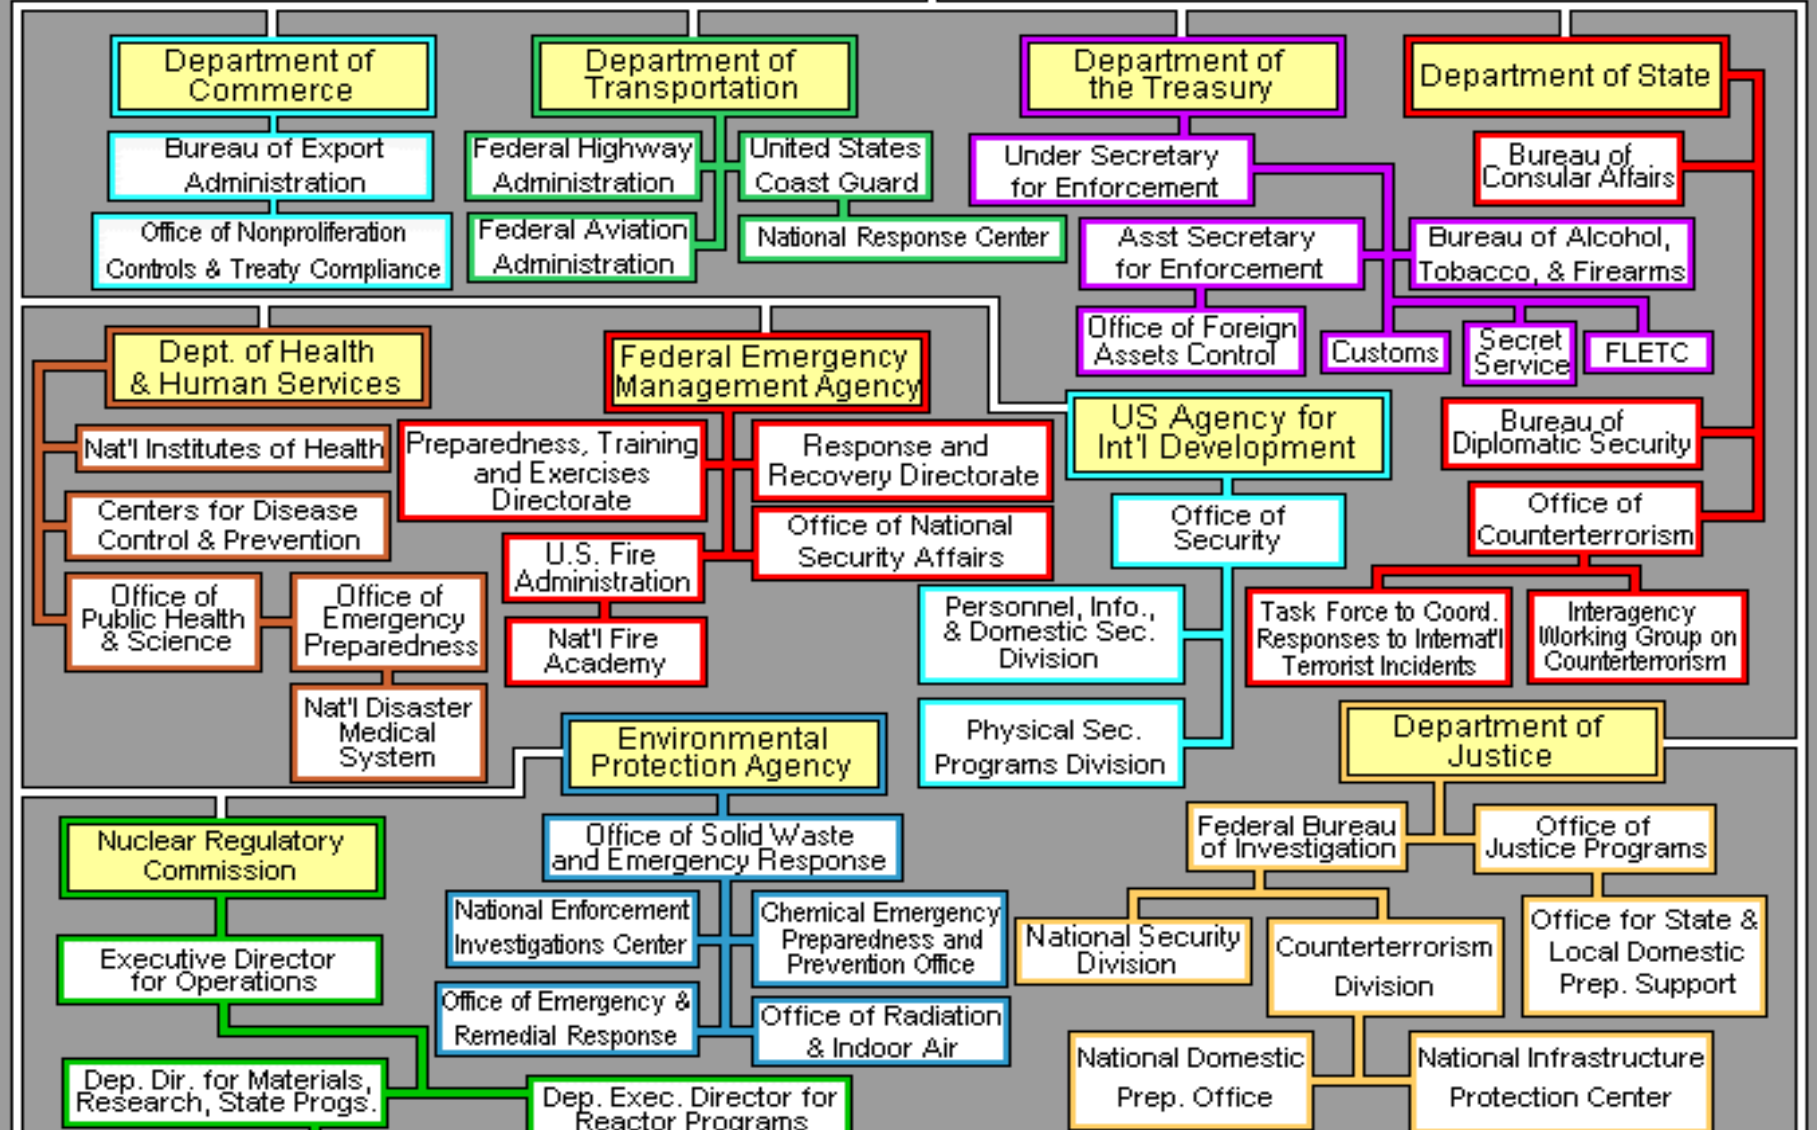 Department of
Commerce
Bureau of Export
Administration
Office of Nonproliferation
Controls & Treaty Compliance
Department of
Transportation
Federal Highway
Administration
United States
Coast Guard
Federal Aviation
Administration
National Response Center
Department of
the Treasury
Under Secretary
for Enforcement
Asst Secretary
for Enforcement
Bureau of Alcohol,
Tobacco, & Firearms
Office of Foreign
Assets Control
Customs
Secret
Service
FLETC
Department of State
Bureau of
Consular Affairs
Bureau of
Diplomatic Security
Office of
Counterterrorism
Task Force to Coord.
Responses to Internat'l
Terrorist Incidents
Interagency
Working Group on
Counterterrorism
Dept. of Health
& Human Services
Nat'l Institutes of Health
Centers for Disease
Control & Prevention
Office of
Public Health
& Science
Office of
Emergency
Preparedness
Nat'l Disaster
Medical
System
Federal Emergency
Management Agency
Preparedness, Training
and Exercises
Directorate
Response and
Recovery Directorate
U.S. Fire
Administration
Office of National
Security Affairs
Nat'l Fire
Academy
US Agency for
Int'l Development
Office of
Security
Personnel, Info.,
& Domestic Sec.
Division
Physical Sec.
Programs Division
Environmental
Protection Agency
Office of Solid Waste
and Emergency Response
National Enforcement
Investigations Center
Chemical Emergency
Preparedness and
Prevention Office
Office of Emergency &
Remedial Response
Office of Radiation
& Indoor Air
Department of
Justice
Federal Bureau
of Investigation
Office of
Justice Programs
National Security
Division
Counterterrorism
Division
Office for State &
Local Domestic
Prep. Support
National Domestic
Prep. Office
National Infrastructure
Protection Center
Nuclear Regulatory
Commission
Executive Director
for Operations
Dep. Dir. for Materials,
Research, State Progs.
Dep. Exec. Director for
Reactor Programs